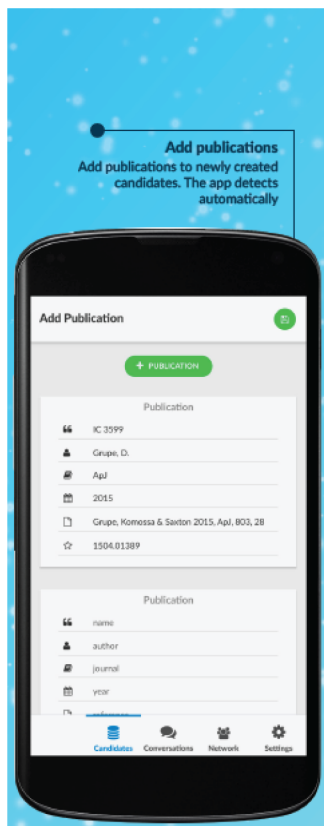 Add publications
Add publications to newly created
candidates. The app detects
automatically
Add Publication
+ PUBLICATION
Publication
IC 3599
Grupe, D.
ApJ
2015
Grupe, Komossa & Saxton 2015, ApJ, 803, 28
1504.01389
Publication
name
author
journal
year
reference
Candidates Conversations Network Settings